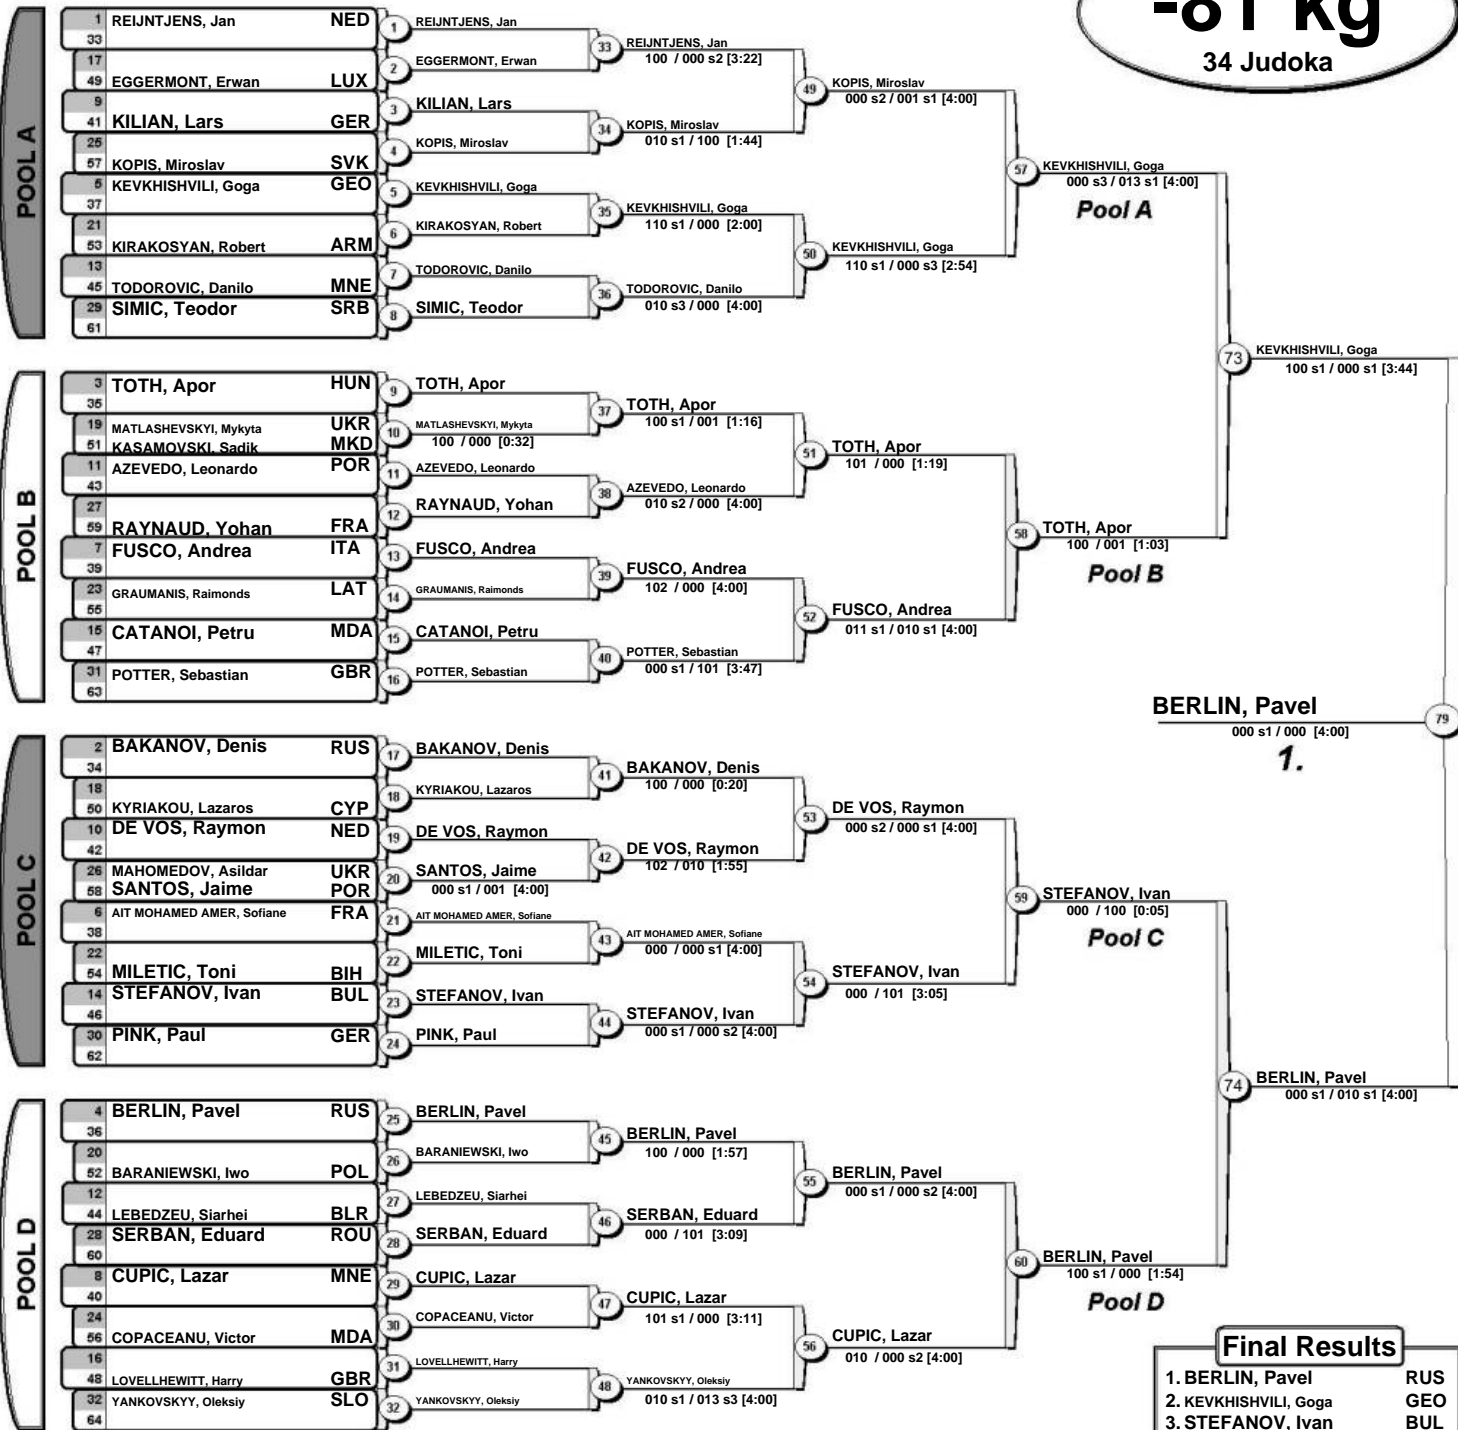 -81 kg
34 Judoka
POOL A
1 REIJNTJENS, Jan NED
33
17
49 EGGERMONT, Erwan LUX
9
41 KILIAN, Lars GER
25
57 KOPIS, Miroslav SVK
5 KEVKHISHVILI, Goga GEO
37
21
53 KIRAKOSYAN, Robert ARM
13
45 TODOROVIC, Danilo MNE
29 SIMIC, Teodor SRB
61
1 REIJNTJENS, Jan
2 EGGERMONT, Erwan
3 KILIAN, Lars
4 KOPIS, Miroslav
5 KEVKHISHVILI, Goga
6 KIRAKOSYAN, Robert
7 TODOROVIC, Danilo
8 SIMIC, Teodor
33 REIJNTJENS, Jan
100 / 000 s2 [3:22]
34 KOPIS, Miroslav
010 s1 / 100 [1:44]
35 KEVKHISHVILI, Goga
110 s1 / 000 [2:00]
36 TODOROVIC, Danilo
010 s3 / 000 [4:00]
49 KOPIS, Miroslav
000 s2 / 001 s1 [4:00]
50 KEVKHISHVILI, Goga
110 s1 / 000 s3 [2:54]
57 KEVKHISHVILI, Goga
000 s3 / 013 s1 [4:00]
Pool A
POOL B
3 TOTH, Apor HUN
35
19 MATLASHEVSKYI, Mykyta UKR
51 KASAMOVSKI, Sadik MKD
11 AZEVEDO, Leonardo POR
43
27
59 RAYNAUD, Yohan FRA
7 FUSCO, Andrea ITA
39
23 GRAUMANIS, Raimonds LAT
55
15 CATANOI, Petru MDA
47
31 POTTER, Sebastian GBR
63
9 TOTH, Apor
10 MATLASHEVSKYI, Mykyta
100 / 000 [0:32]
11 AZEVEDO, Leonardo
12 RAYNAUD, Yohan
13 FUSCO, Andrea
14 GRAUMANIS, Raimonds
15 CATANOI, Petru
16 POTTER, Sebastian
37 TOTH, Apor
100 s1 / 001 [1:16]
38 AZEVEDO, Leonardo
010 s2 / 000 [4:00]
39 FUSCO, Andrea
102 / 000 [4:00]
40 POTTER, Sebastian
000 s1 / 101 [3:47]
51 TOTH, Apor
101 / 000 [1:19]
52 FUSCO, Andrea
011 s1 / 010 s1 [4:00]
58 TOTH, Apor
100 / 001 [1:03]
Pool B
73 KEVKHISHVILI, Goga
100 s1 / 000 s1 [3:44]
BERLIN, Pavel 79
000 s1 / 000 [4:00]
1.
POOL C
2 BAKANOV, Denis RUS
34
18
50 KYRIAKOU, Lazaros CYP
10 DE VOS, Raymon NED
42
26 MAHOMEDOV, Asildar UKR
58 SANTOS, Jaime POR
6 AIT MOHAMED AMER, Sofiane FRA
38
22
54 MILETIC, Toni BIH
14 STEFANOV, Ivan BUL
46
30 PINK, Paul GER
62
17 BAKANOV, Denis
18 KYRIAKOU, Lazaros
19 DE VOS, Raymon
20 SANTOS, Jaime
000 s1 / 001 [4:00]
21 AIT MOHAMED AMER, Sofiane
22 MILETIC, Toni
23 STEFANOV, Ivan
24 PINK, Paul
41 BAKANOV, Denis
100 / 000 [0:20]
42 DE VOS, Raymon
102 / 010 [1:55]
43 AIT MOHAMED AMER, Sofiane
000 / 000 s1 [4:00]
44 STEFANOV, Ivan
000 s1 / 000 s2 [4:00]
53 DE VOS, Raymon
000 s2 / 000 s1 [4:00]
54 STEFANOV, Ivan
000 / 101 [3:05]
59 STEFANOV, Ivan
000 / 100 [0:05]
Pool C
74 BERLIN, Pavel
000 s1 / 010 s1 [4:00]
POOL D
4 BERLIN, Pavel RUS
36
20
52 BARANIEWSKI, Iwo POL
12
44 LEBEDZEU, Siarhei BLR
28 SERBAN, Eduard ROU
60
8 CUPIC, Lazar MNE
40
24
56 COPACEANU, Victor MDA
16
48 LOVELLHEWITT, Harry GBR
32 YANKOVSKYY, Oleksiy SLO
64
25 BERLIN, Pavel
26 BARANIEWSKI, Iwo
27 LEBEDZEU, Siarhei
28 SERBAN, Eduard
29 CUPIC, Lazar
30 COPACEANU, Victor
31 LOVELLHEWITT, Harry
32 YANKOVSKYY, Oleksiy
45 BERLIN, Pavel
100 / 000 [1:57]
46 SERBAN, Eduard
000 / 101 [3:09]
47 CUPIC, Lazar
101 s1 / 000 [3:11]
48 YANKOVSKYY, Oleksiy
010 s1 / 013 s3 [4:00]
55 BERLIN, Pavel
000 s1 / 000 s2 [4:00]
56 CUPIC, Lazar
010 / 000 s2 [4:00]
60 BERLIN, Pavel
100 s1 / 000 [1:54]
Pool D
Final Results
1. BERLIN, Pavel RUS
2. KEVKHISHVILI, Goga GEO
3. STEFANOV, Ivan BUL